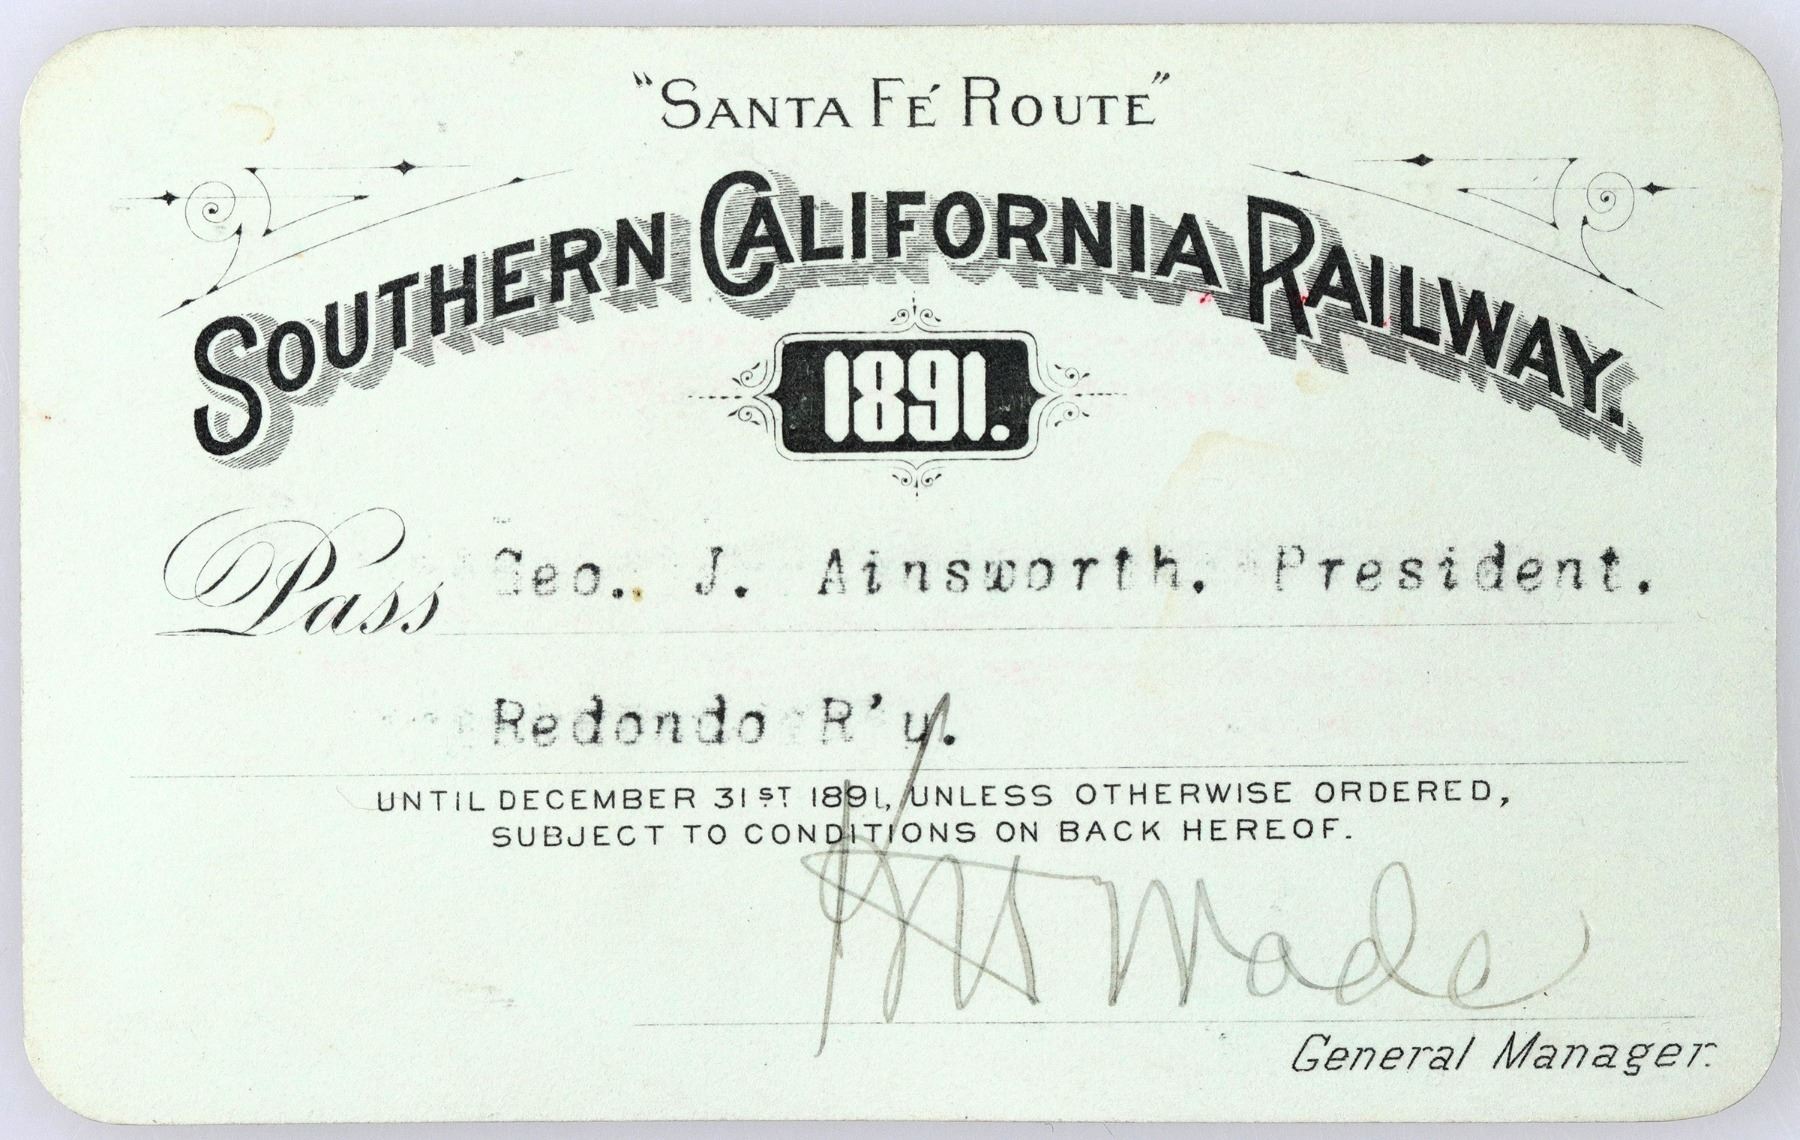 "SANTA FÉ ROUTE"
SOUTHERN CALIFORNIA RAILWAY.
1891.
Pass Geo. J. Ainsworth. President.
Redondo R'y.
UNTIL DECEMBER 31ST 1891, UNLESS OTHERWISE ORDERED,
SUBJECT TO CONDITIONS ON BACK HEREOF.
Wade
General Manager.